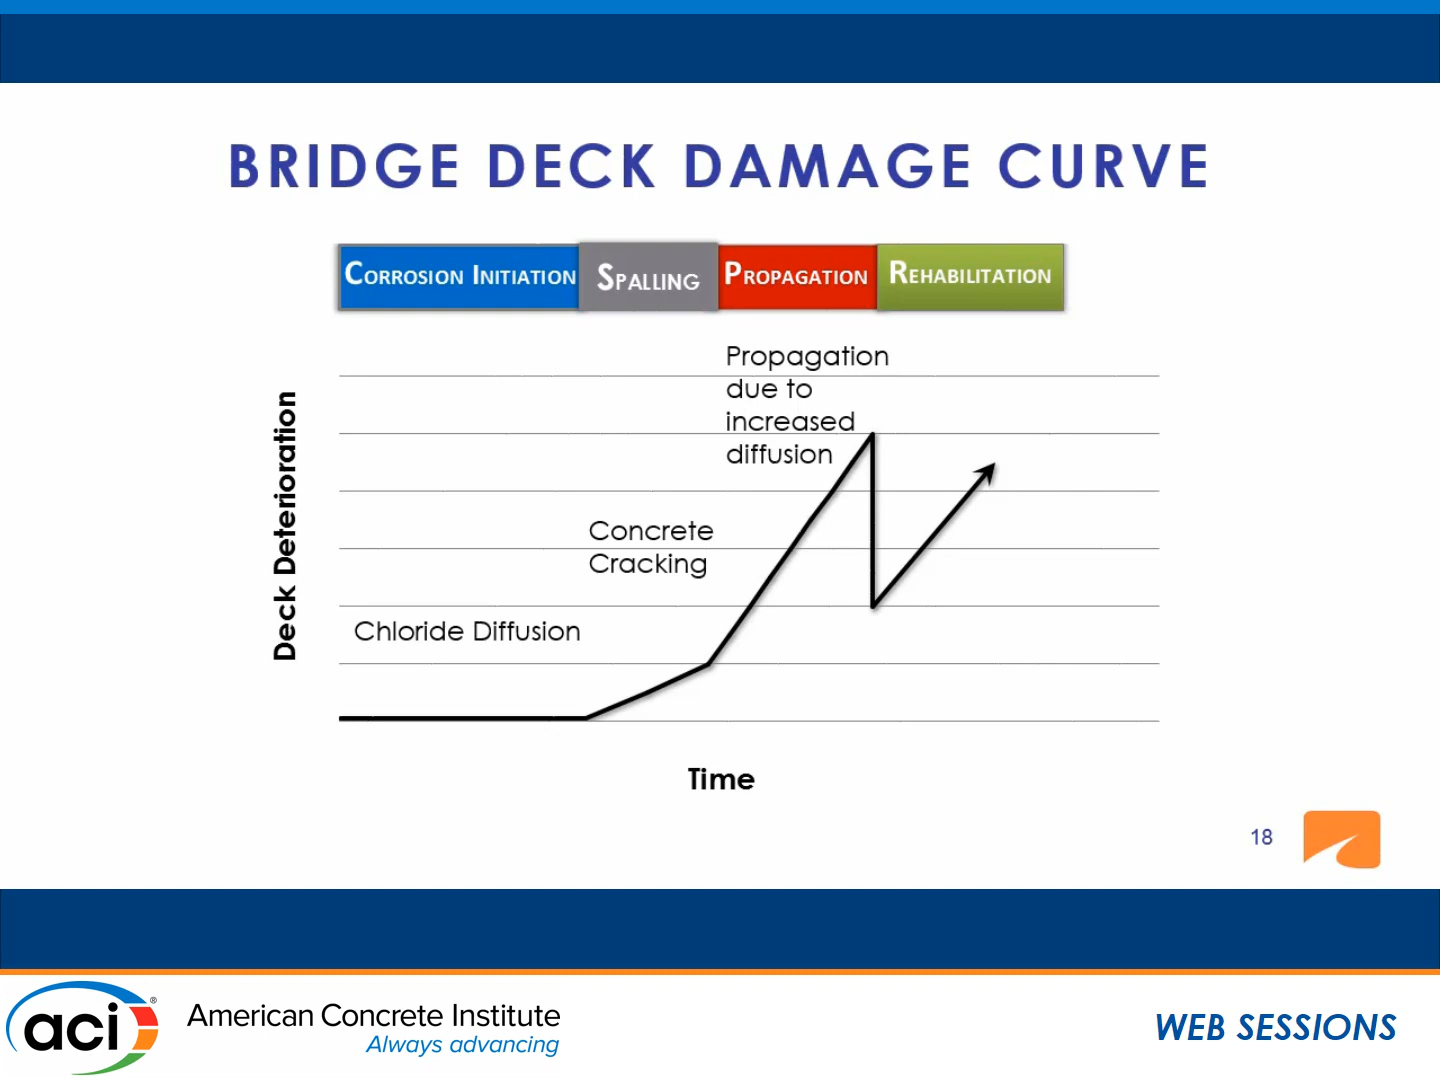 BRIDGE DECK DAMAGE CURVE
CORROSION INITIATION
SPALLING
PROPAGATION
REHABILITATION
Propagation
due to
increased
diffusion
Concrete
Cracking
Chloride Diffusion
Deck Deterioration
Time
18
aci®
American Concrete Institute
Always advancing
WEB SESSIONS